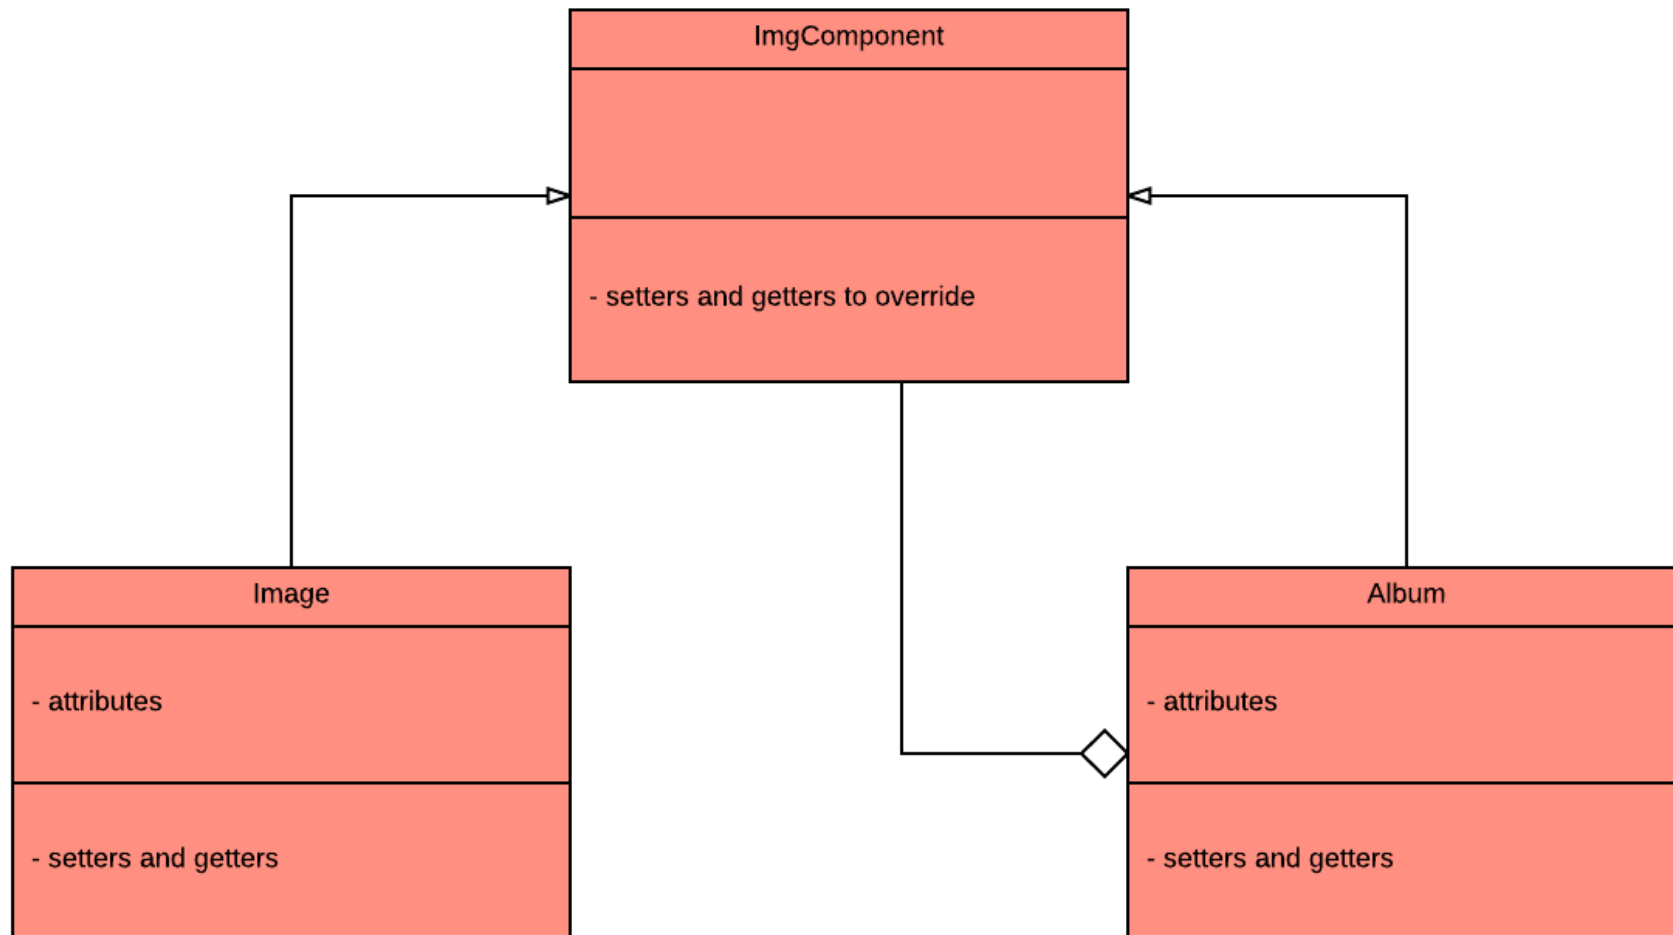 ImgComponent
- setters and getters to override
Image
- attributes
- setters and getters
Album
- attributes
- setters and getters